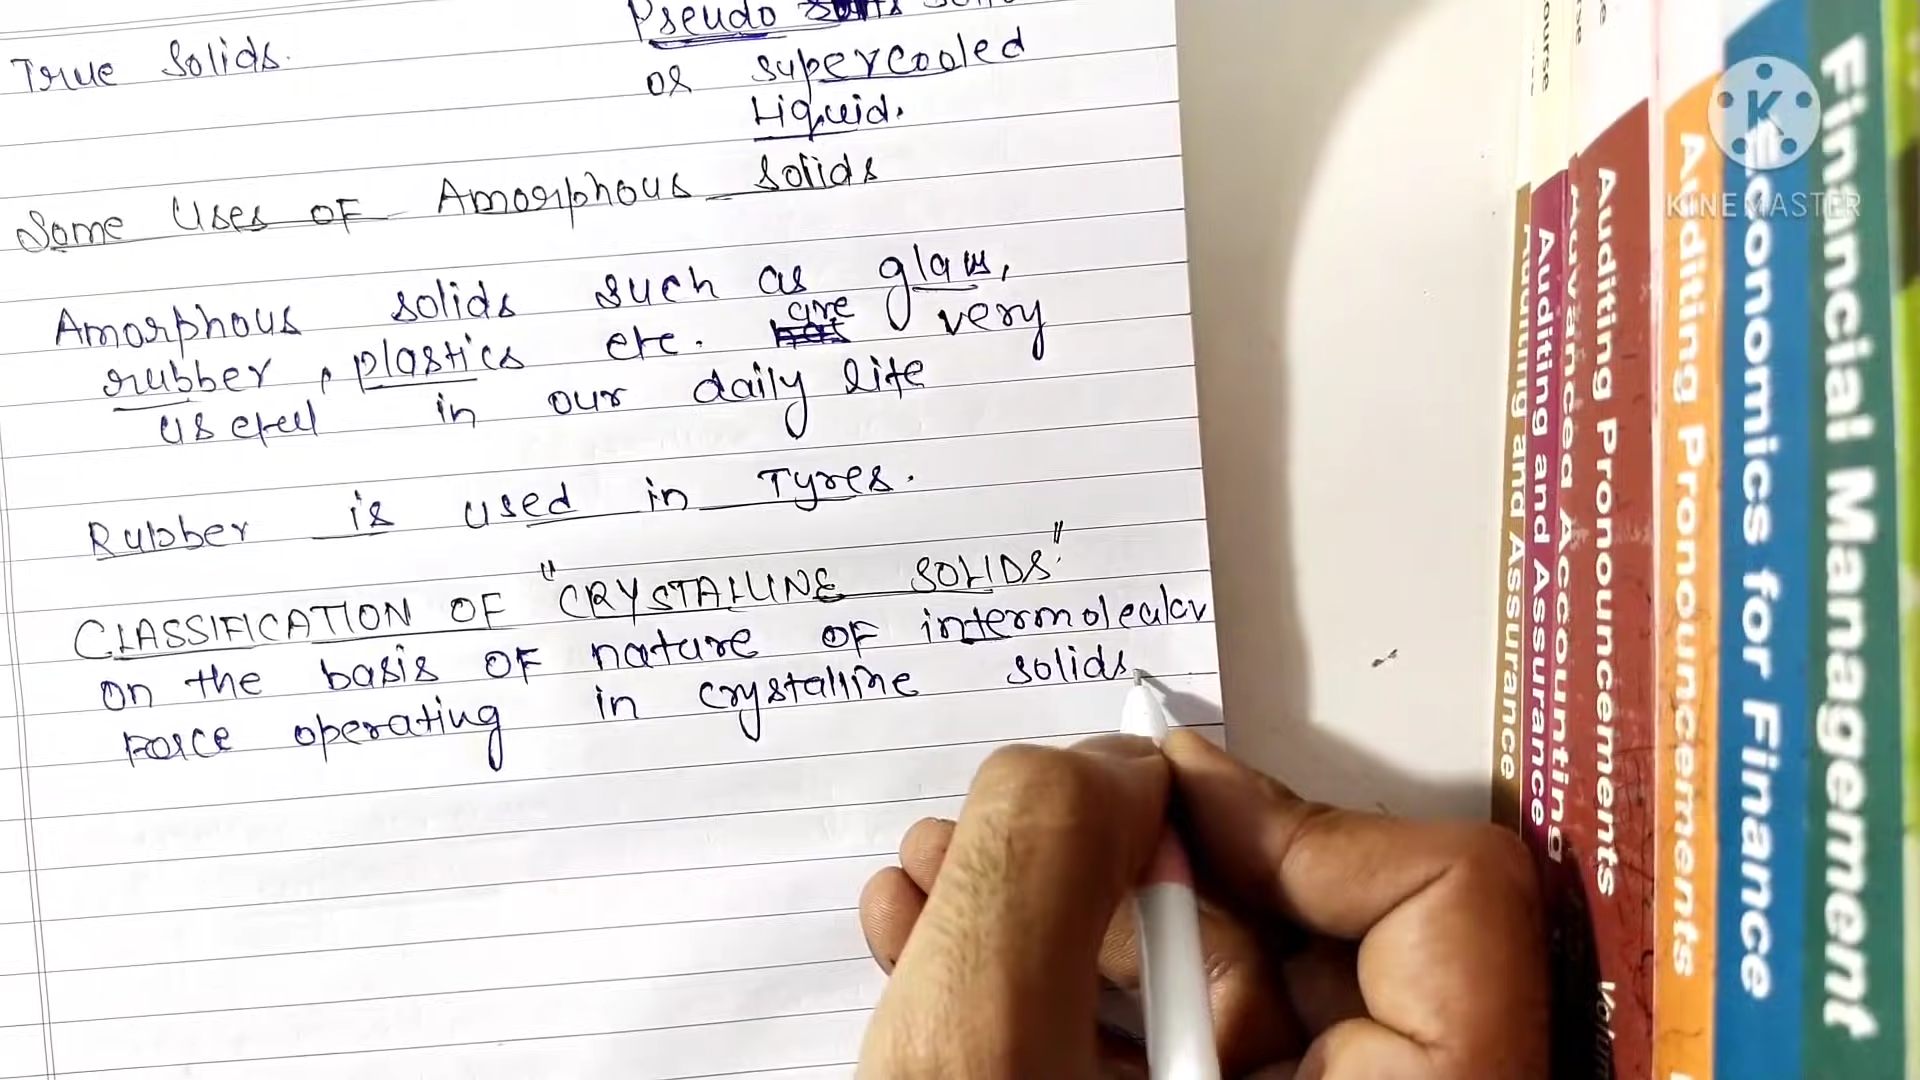 True Solids.
Pseudo
or supercooled
Liquid.
Some Uses OF Amorphous solids
Amorphous solids such as glass,
rubber, plastics etc. are very
useful in our daily life
Rubber is used in Tyres.
CLASSIFICATION OF "CRYSTALLINE SOLIDS"
on the basis OF nature OF intermolecular
Force operating in crystalline solids
K
KINEMASTER
Financial Management
Economics for Finance
Auditing Pronouncements
Auditing Pronouncements
Advanced Accounting
Auditing and Assurance
Auditing and Assurance